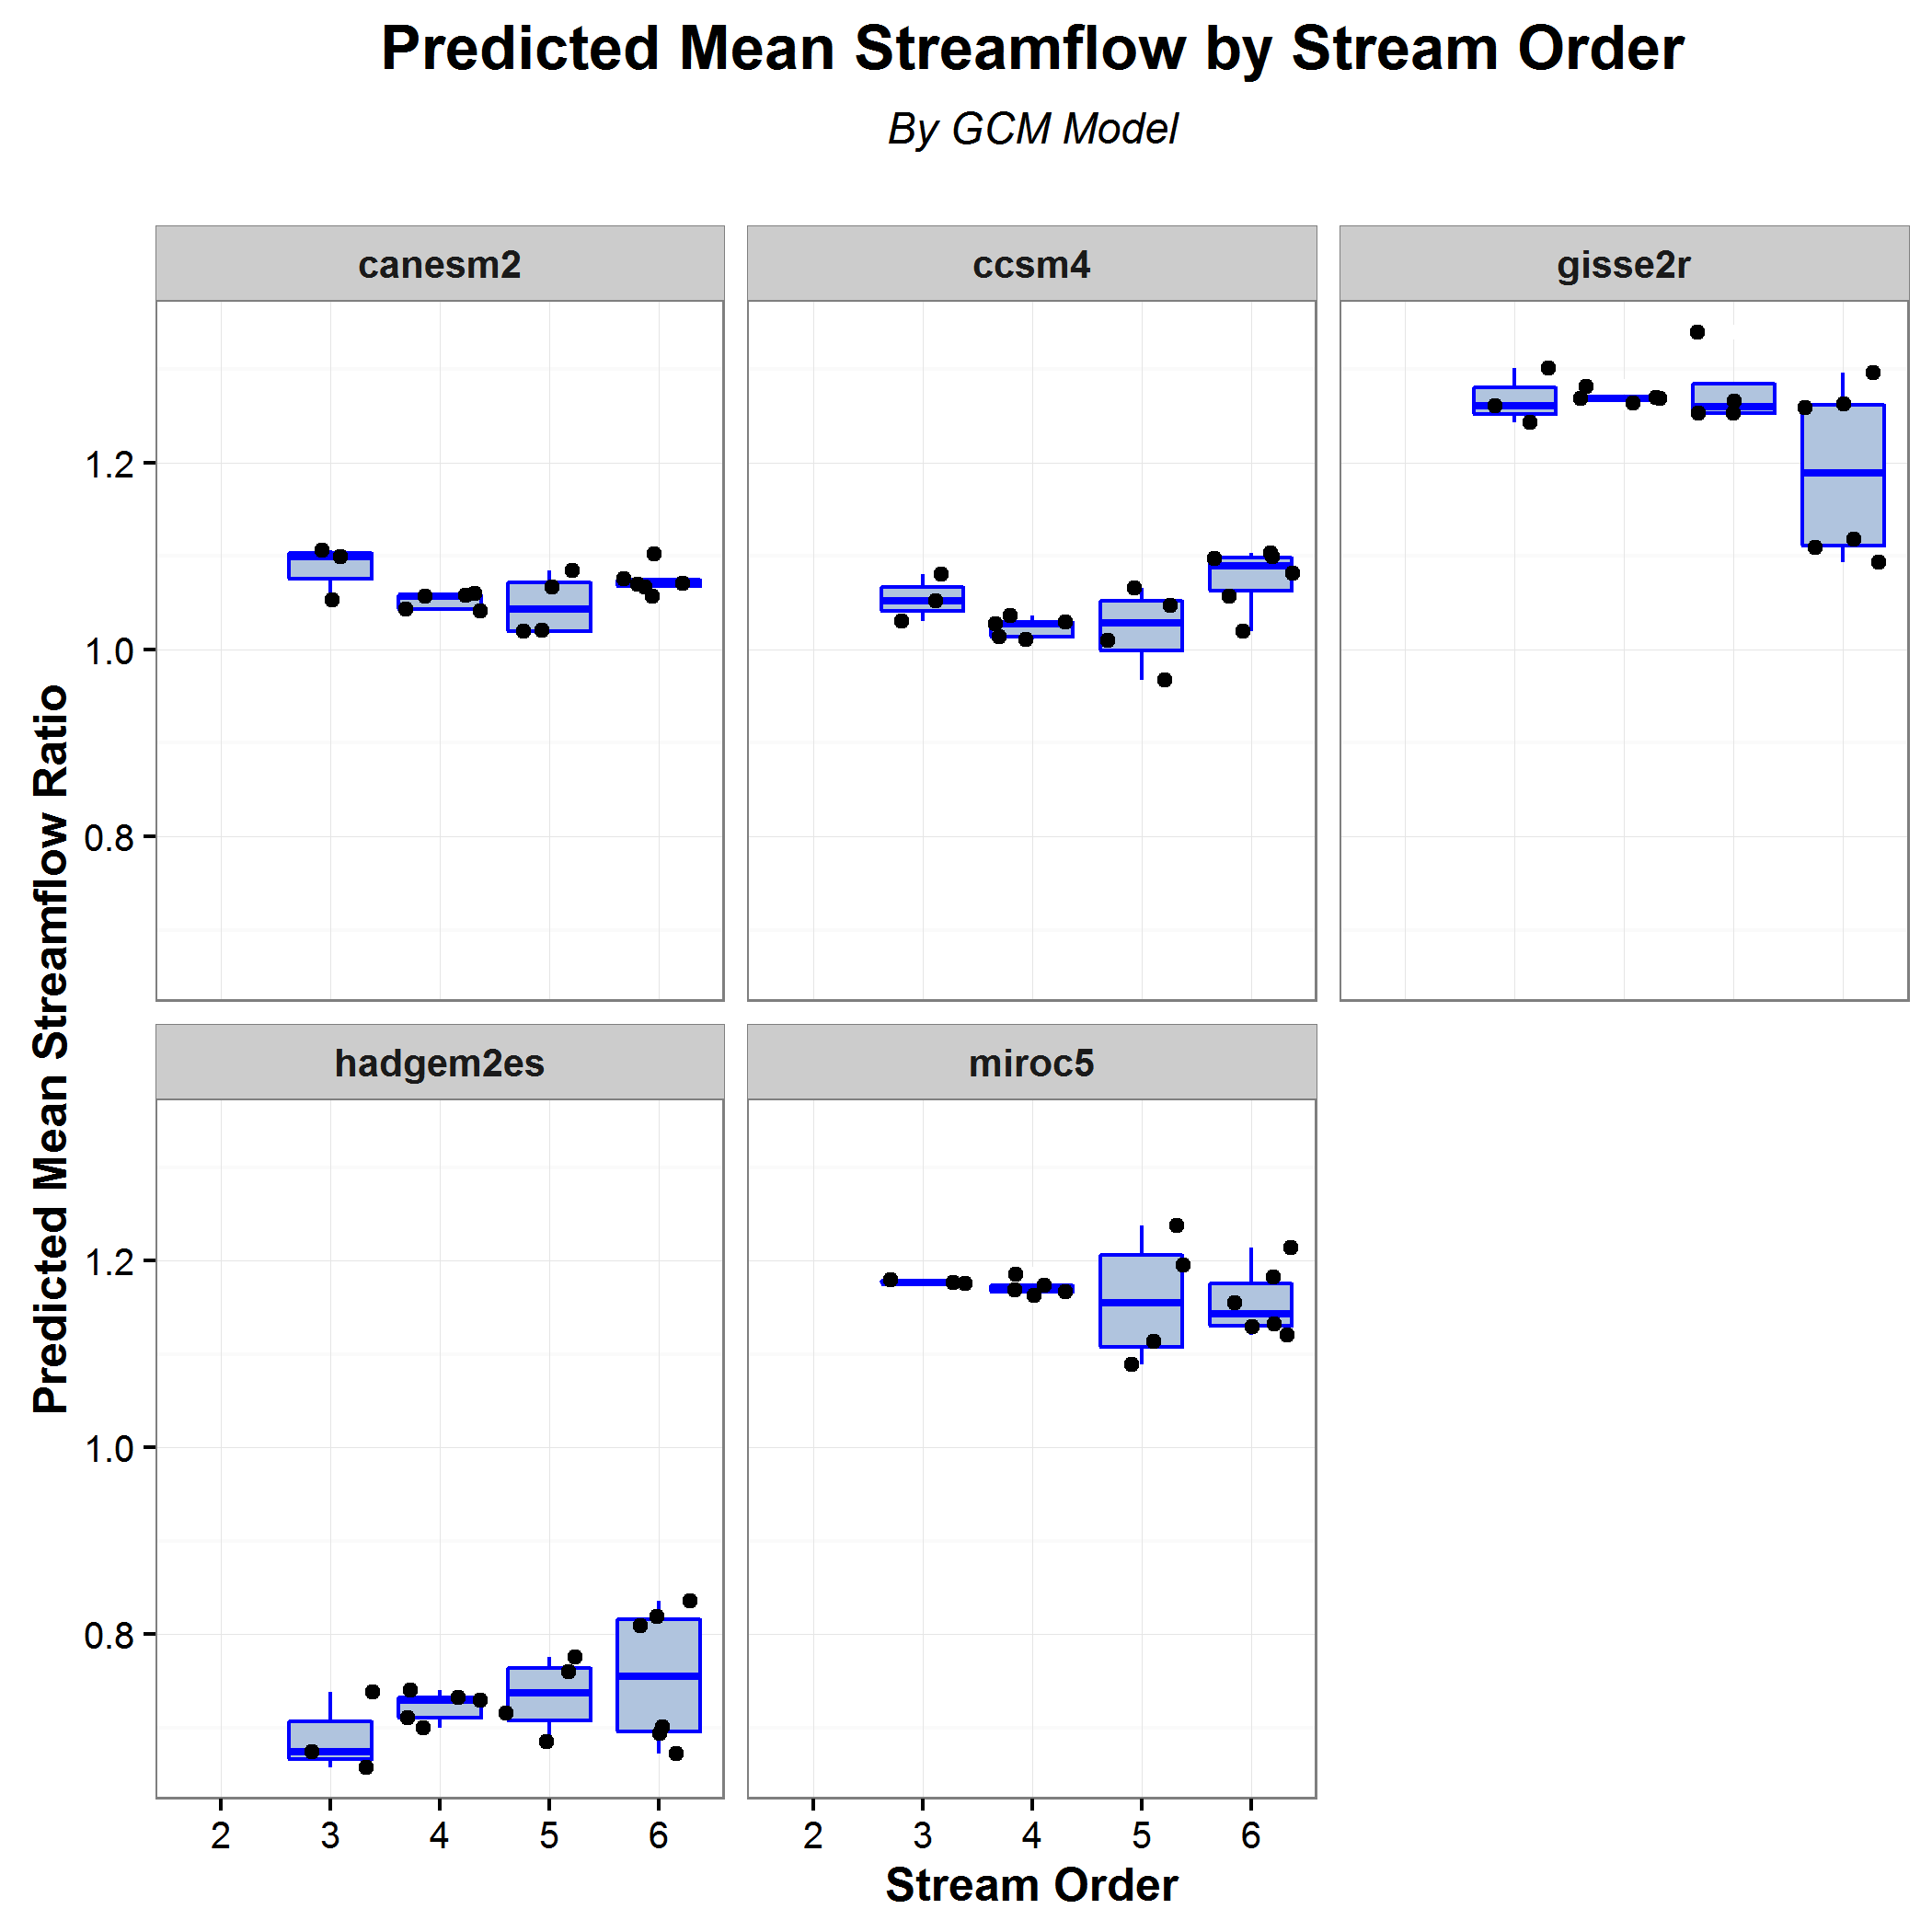 Predicted Mean Streamflow by Stream Order
By GCM Model
canesm2
ccsm4
gisse2r
1.2
1.0
0.8
Predicted Mean Streamflow Ratio
hadgem2es
miroc5
1.2
1.0
0.8
2 3 4 5 6
2 3 4 5 6
Stream Order